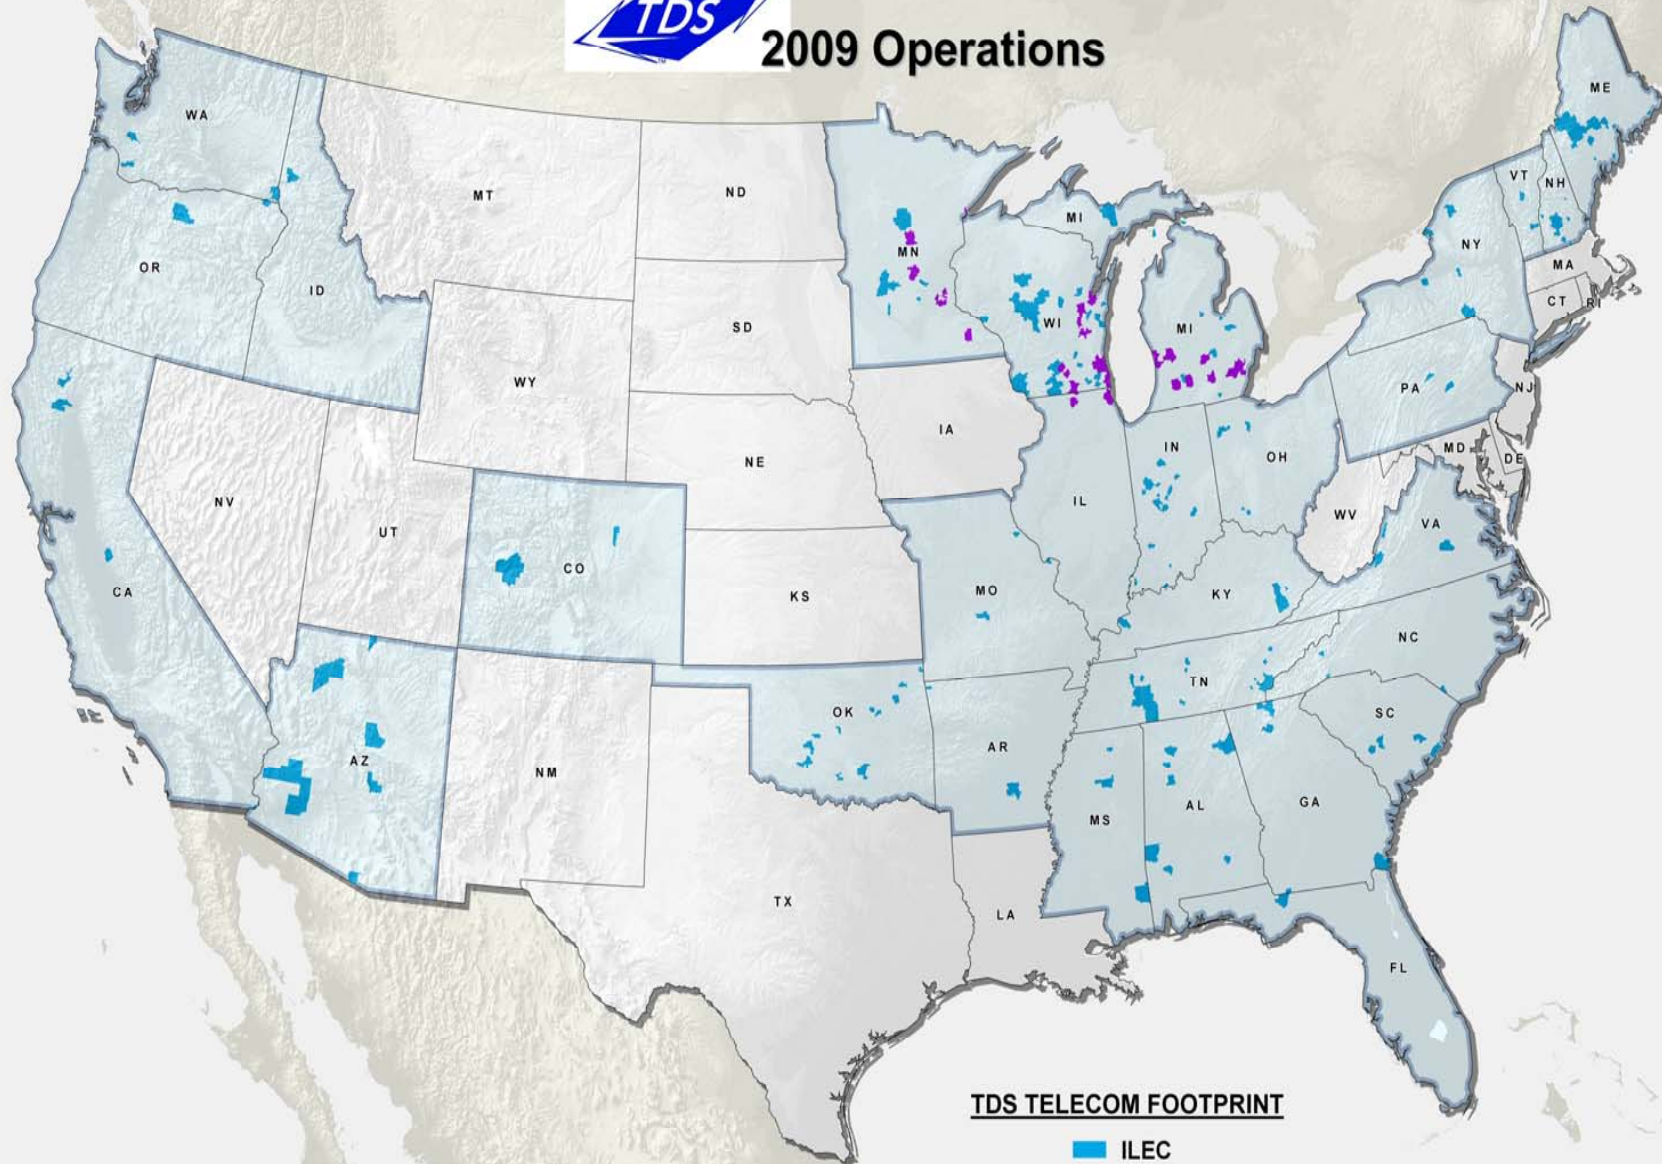 TDS
TM
2009 Operations
ME
WA
VT
NH
MT
ND
MI
MN
NY
MA
OR
ID
CT
RI
SD
WI
MI
WY
PA
NJ
IA
IN
OH
MD
DE
NE
NV
IL
WV
VA
UT
CO
CA
KS
MO
KY
NC
TN
OK
SC
AZ
AR
NM
AL
GA
MS
TX
LA
FL
TDS TELECOM FOOTPRINT
ILEC